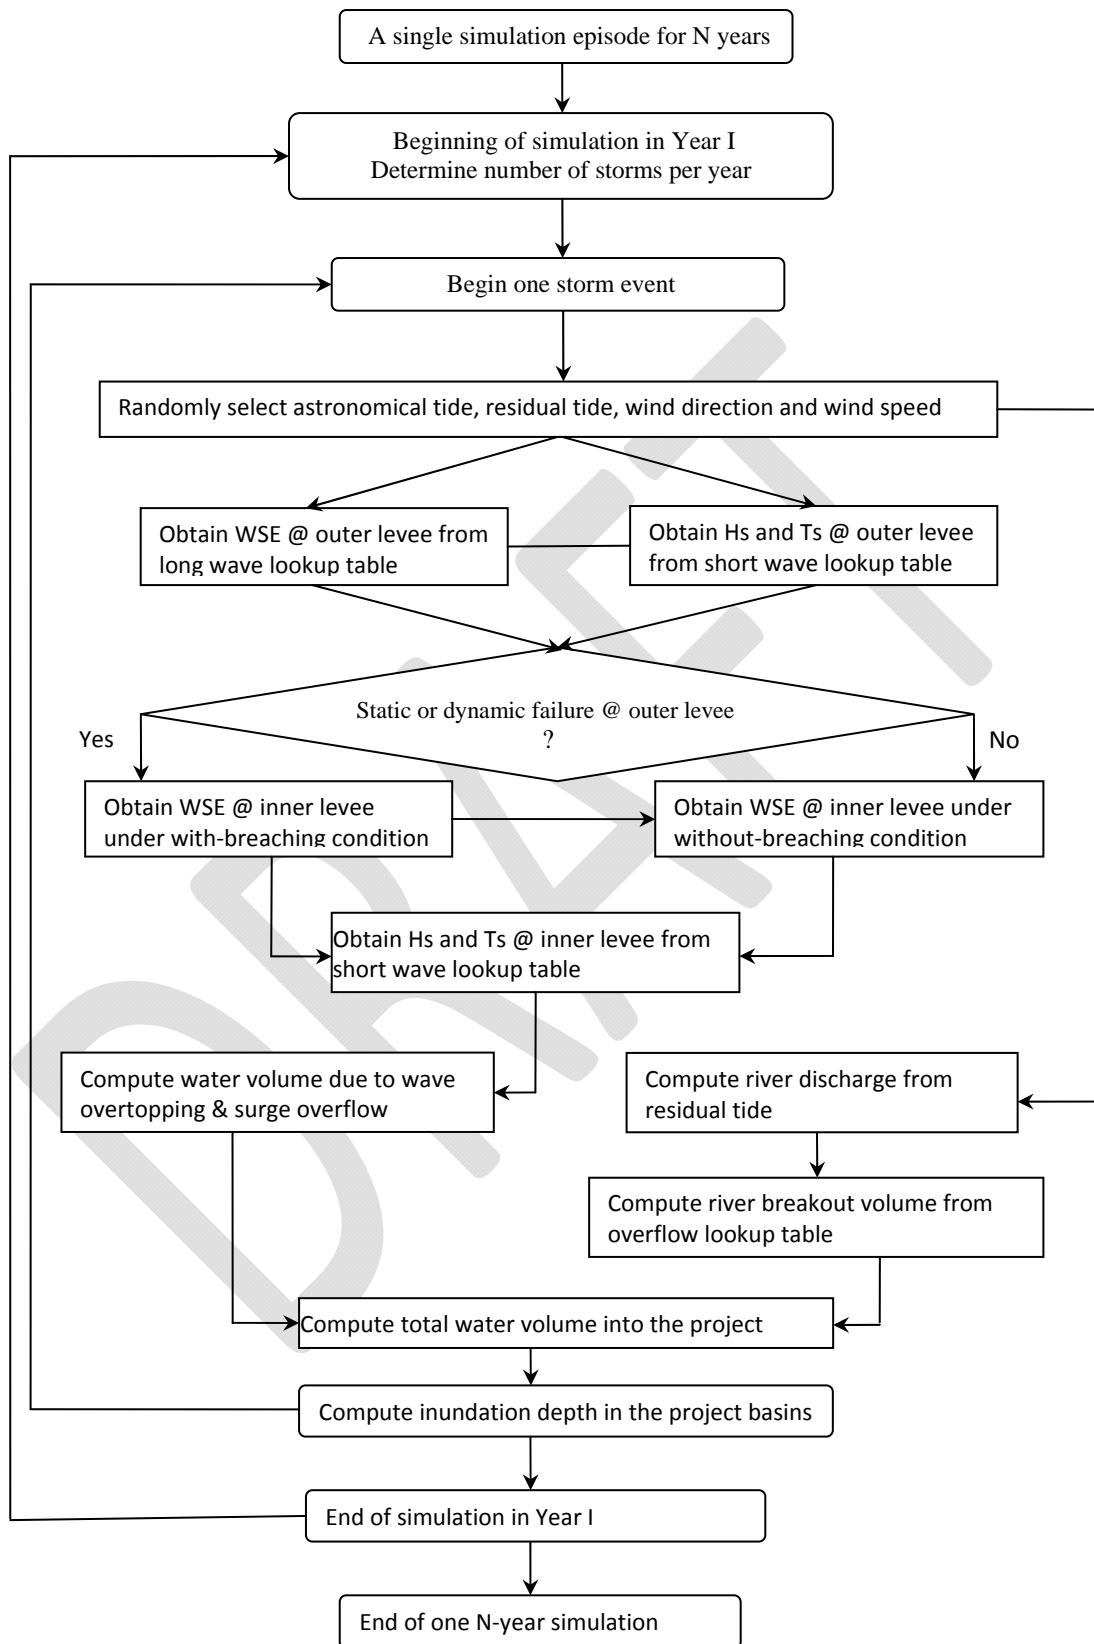 A single simulation episode for N years
Beginning of simulation in Year I
Determine number of storms per year
Begin one storm event
Randomly select astronomical tide, residual tide, wind direction and wind speed
Obtain WSE @ outer levee from
long wave lookup table
Obtain Hs and Ts @ outer levee
from short wave lookup table
Static or dynamic failure @ outer levee
?
Yes
No
Obtain WSE @ inner levee
under with-breaching condition
Obtain WSE @ inner levee under
without-breaching condition
Obtain Hs and Ts @ inner levee from
short wave lookup table
Compute water volume due to wave
overtopping & surge overflow
Compute river discharge from
residual tide
Compute river breakout volume from
overflow lookup table
Compute total water volume into the project
Compute inundation depth in the project basins
End of simulation in Year I
End of one N-year simulation
DRAFT